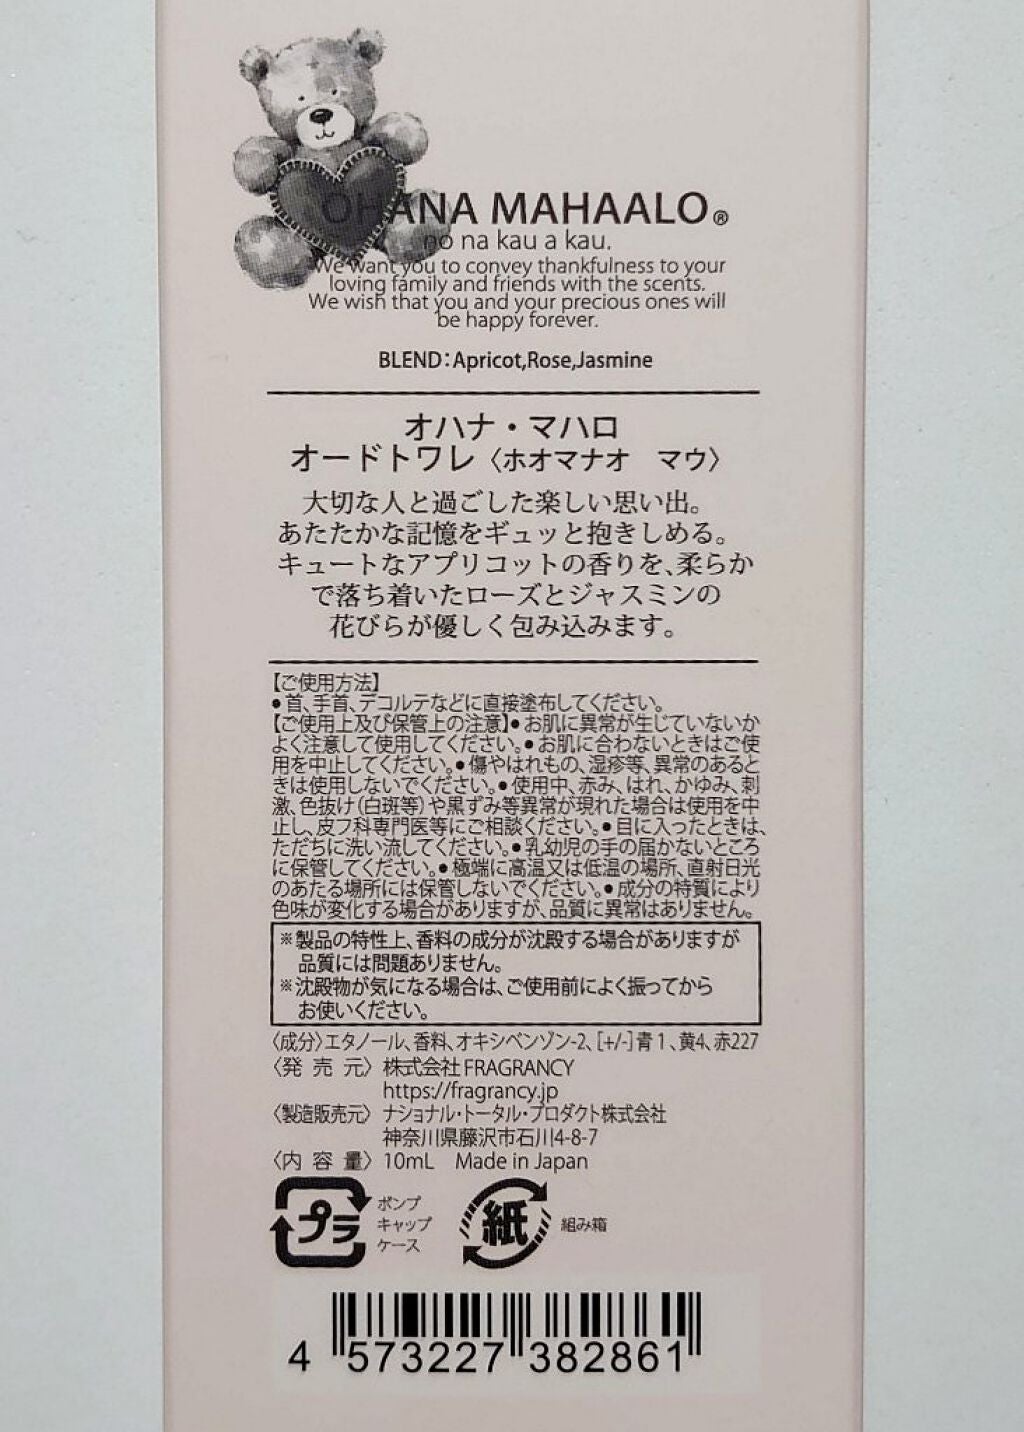 OHANA MAHAALO®
no na kau a kau.
We want you to convey thankfulness to your
loving family and friends with the scents.
We wish that you and your precious ones will
be happy forever.
BLEND:Apricot,Rose,Jasmine
オハナ・マハロ
オードトワレ〈ホオマナオ　マウ〉
大切な人と過ごした楽しい思い出。
あたたかな記憶をギュッと抱きしめる。
キュートなアプリコットの香りを、柔らか
で落ち着いたローズとジャスミンの
花びらが優しく包み込みます。
【ご使用方法】
●首、手首、デコルテなどに直接塗布してください。
【ご使用上及び保管上の注意】●お肌に異常が生じていないか
よく注意して使用してください。●お肌に合わないときはご使
用を中止してください。●傷やはれもの、湿疹等、異常のあると
きは使用しないでください。●使用中、赤み、はれ、かゆみ、刺
激、色抜け(白斑等)や黒ずみ等異常が現れた場合は使用を中
止し、皮フ科専門医等にご相談ください。●目に入ったときは、
ただちに洗い流してください。●乳幼児の手の届かないところ
に保管してください。●極端に高温又は低温の場所、直射日光
のあたる場所には保管しないでください。●成分の特質により
色味が変化する場合がありますが、品質に異常はありません。
※製品の特性上、香料の成分が沈殿する場合がありますが
品質には問題ありません。
※沈殿物が気になる場合は、ご使用前によく振ってから
お使いください。
〈成分〉エタノール、香料、オキシベンゾン-2、[+/-]青1、黄4、赤227
〈発 売 元〉株式会社FRAGRANCY
https://fragrancy.jp
〈製造販売元〉ナショナル・トータル・プロダクト株式会社
神奈川県藤沢市石川4-8-7
〈内 容 量〉10mL　Made in Japan
プラ
ポンプ
キャップ
ケース
紙
組み箱
4 573227 382861